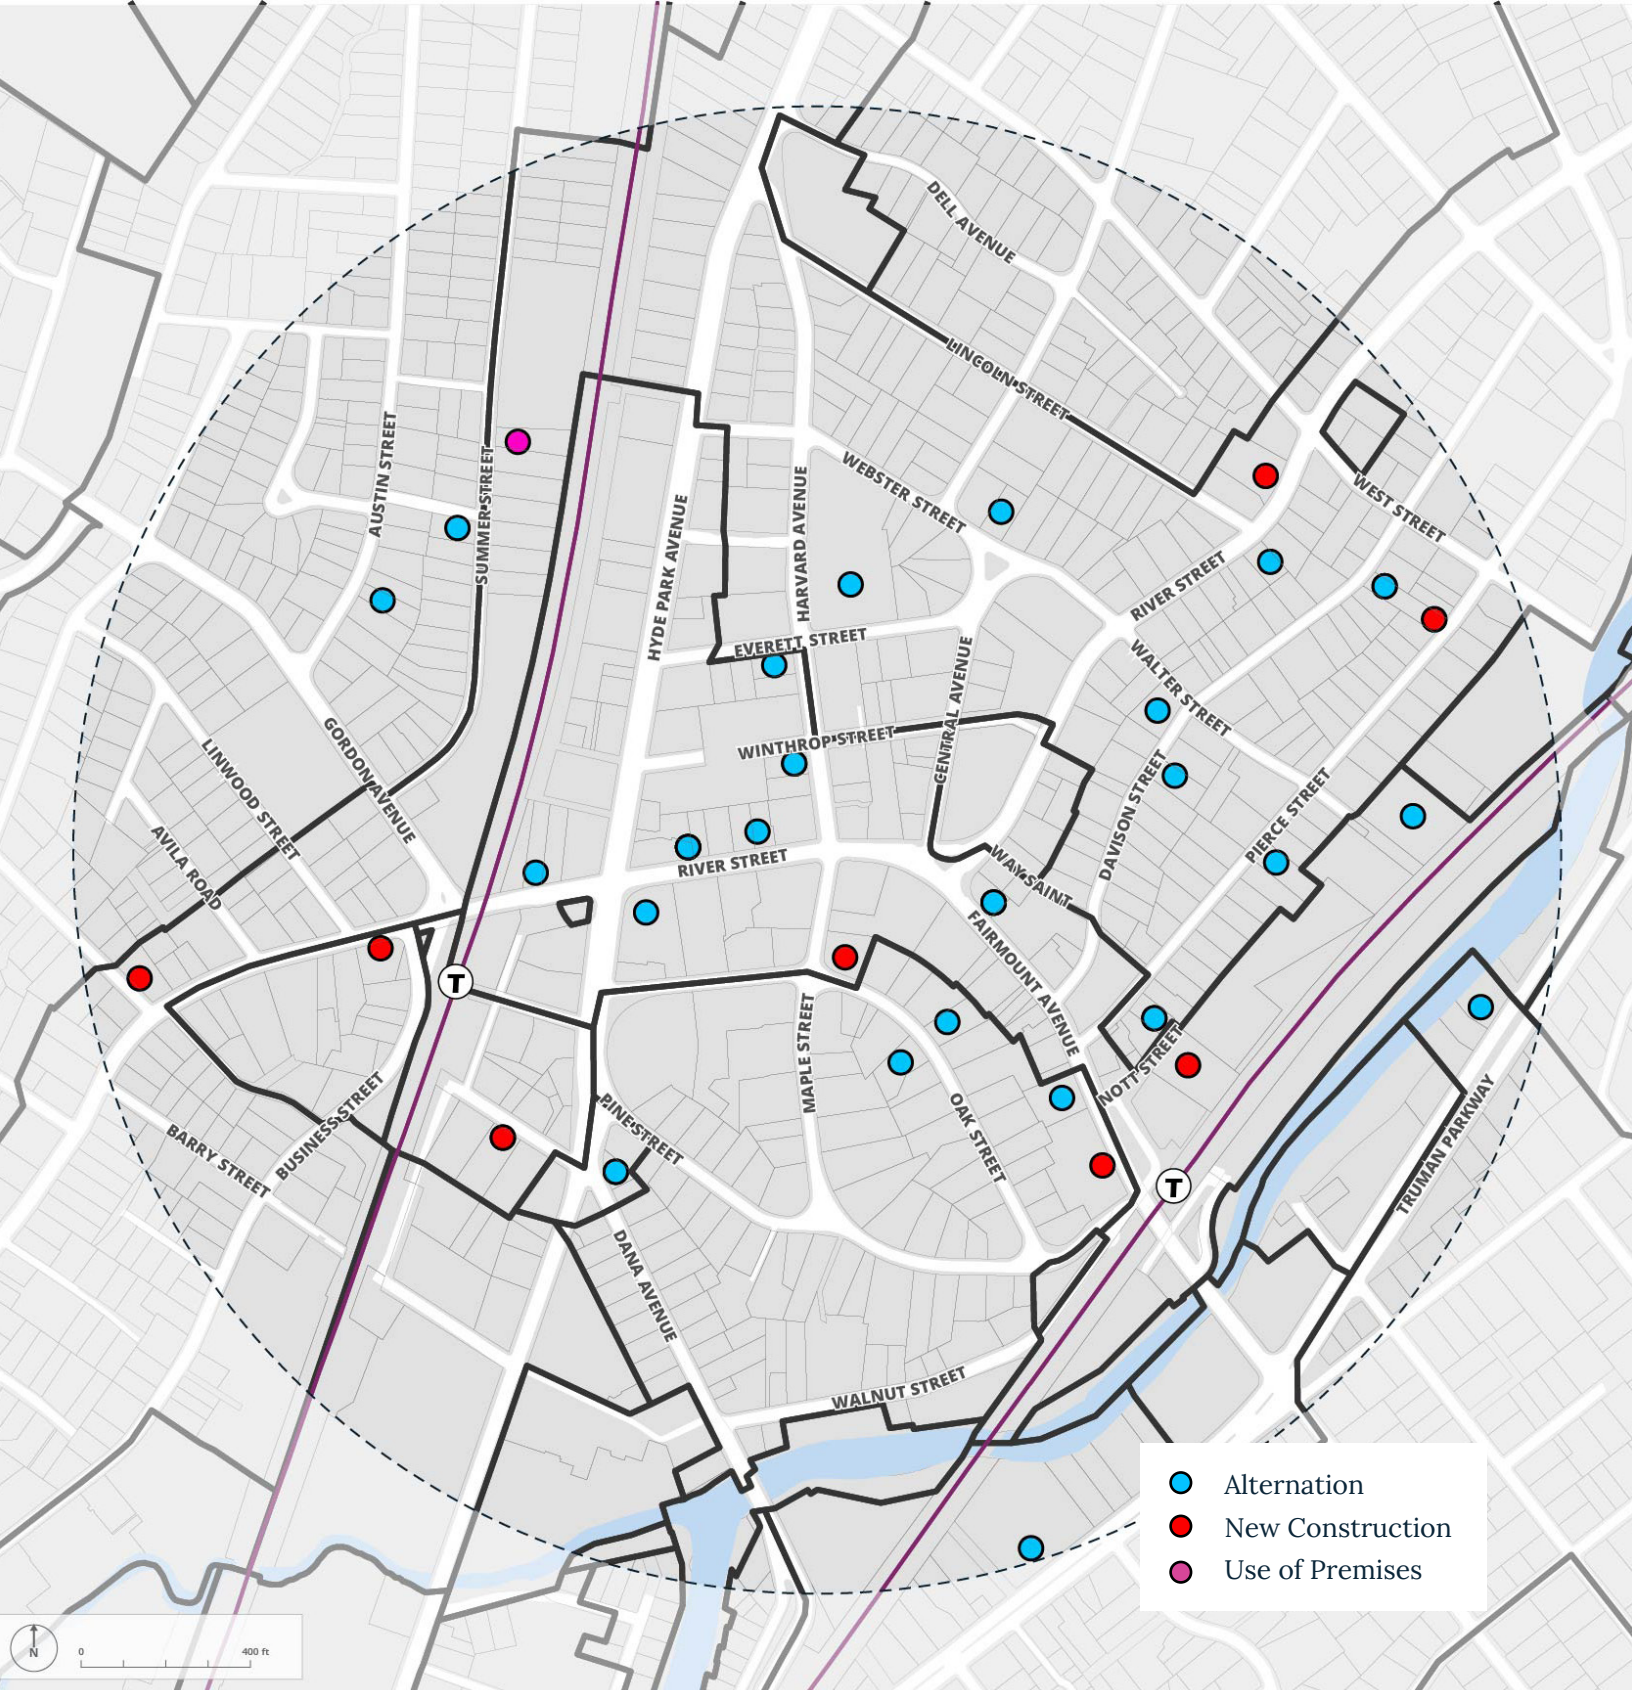 DELL AVENUE
LINCOLN STREET
AUSTIN STREET
SUMMER STREET
HYDE PARK AVENUE
HARVARD AVENUE
WEBSTER STREET
WEST STREET
RIVER STREET
EVERETT STREET
WALTER STREET
CENTRAL AVENUE
WINTHROP STREET
GORDON AVENUE
LINWOOD STREET
AVILA ROAD
DAVISON STREET
PIERCE STREET
RIVER STREET
WAY SAINT
FAIRMOUNT AVENUE
T
MAPLE STREET
NOTT STREET
OAK STREET
PINE STREET
BUSINESS STREET
BARRY STREET
TRUMAN PARKWAY
T
DANA AVENUE
WALNUT STREET
Alternation
New Construction
Use of Premises
N
0 400 ft